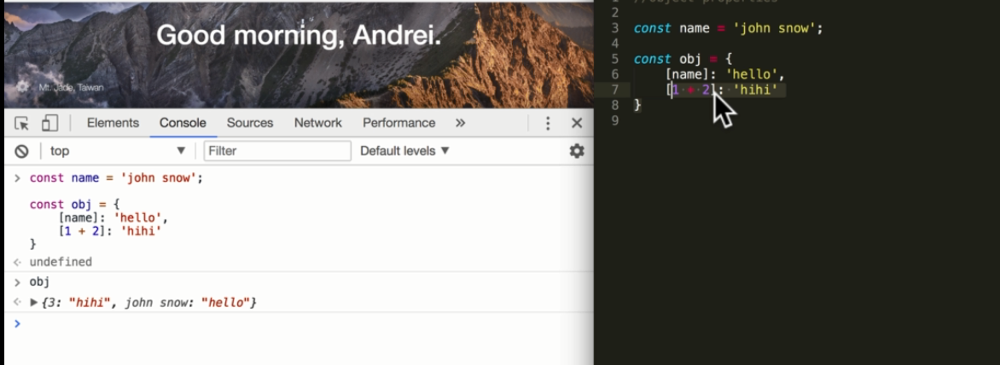 Good morning, Andrei.
Mt. Jade, Taiwan
Elements Console Sources Network Performance »
top Filter Default levels ▼
> const name = 'john snow';
const obj = {
[name]: 'hello',
[1 + 2]: 'hihi'
}
undefined
> obj
{3: "hihi", john snow: "hello"}
>
1 //object properties
2
3 const name = 'john snow';
4
5 const obj = {
6 [name]: 'hello',
7 [1 + 2]: 'hihi'
8 }
9